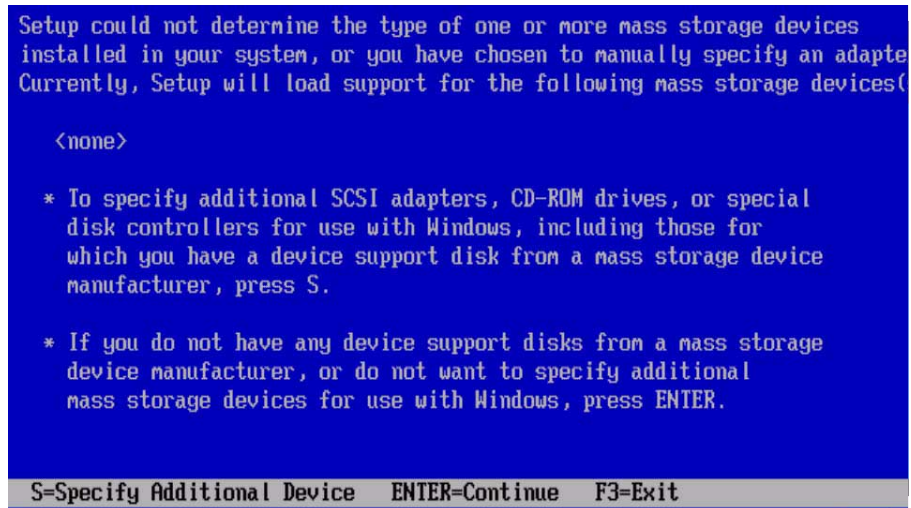 Setup could not determine the type of one or more mass storage devices
installed in your system, or you have chosen to manually specify an adapte
Currently, Setup will load support for the following mass storage devices(
<none>
* To specify additional SCSI adapters, CD-ROM drives, or special
disk controllers for use with Windows, including those for
which you have a device support disk from a mass storage device
manufacturer, press S.
* If you do not have any device support disks from a mass storage
device manufacturer, or do not want to specify additional
mass storage devices for use with Windows, press ENTER.
S=Specify Additional Device ENTER=Continue F3=Exit